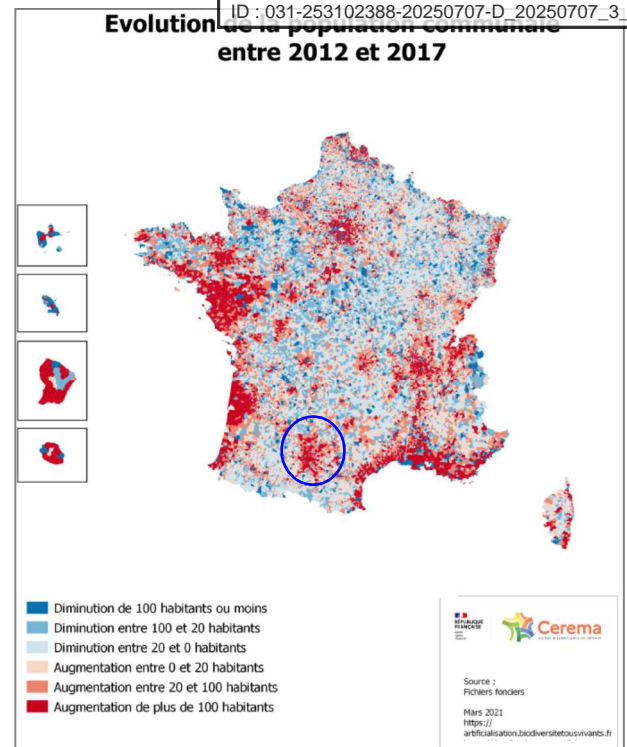 ID : 031-253102388-20250707-D_20250707_3_
Evolution de la population communale
entre 2012 et 2017
Diminution de 100 habitants ou moins
Diminution entre 100 et 20 habitants
Diminution entre 20 et 0 habitants
Augmentation entre 0 et 20 habitants
Augmentation entre 20 et 100 habitants
Augmentation de plus de 100 habitants
RÉPUBLIQUE
FRANÇAISE
Cerema
Source :
Fichiers fonciers
Mars 2021
https://
artificialisation.biodiversitetousvivants.fr